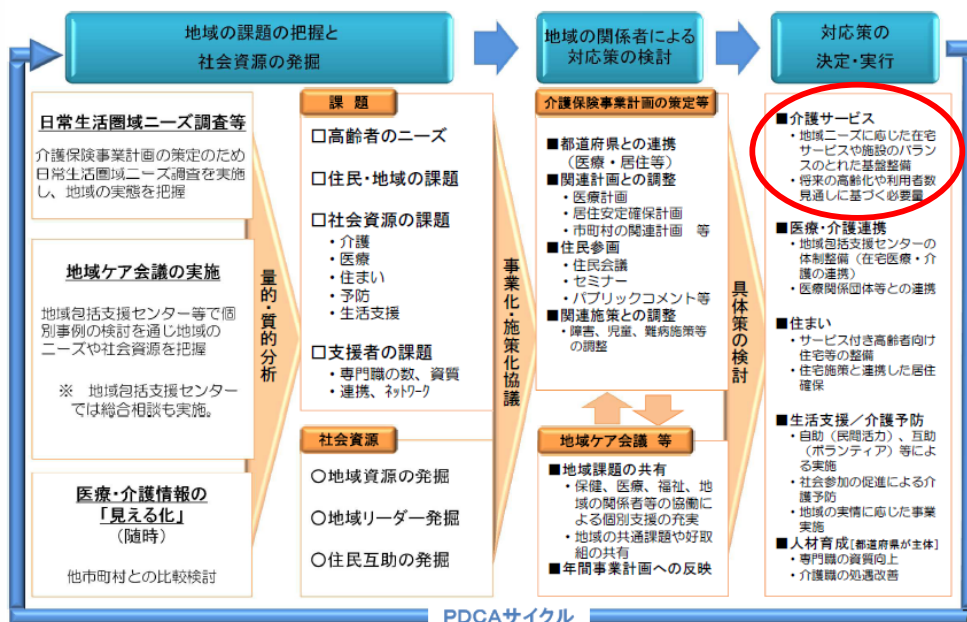 地域の課題の把握と
社会資源の発掘
地域の関係者による
対応策の検討
対応策の
決定・実行
日常生活圏域ニーズ調査等
介護保険事業計画の策定のため
日常生活圏域ニーズ調査を実施
し、地域の実態を把握
地域ケア会議の実施
地域包括支援センター等で個
別事例の検討を通じ地域の
ニーズや社会資源を把握
※ 地域包括支援センター
では総合相談も実施。
医療・介護情報の
「見える化」
(随時)
他市町村との比較検討
量的・質的分析
課 題
□高齢者のニーズ
□住民・地域の課題
□社会資源の課題
・介護
・医療
・住まい
・予防
・生活支援
□支援者の課題
・専門職の数、資質
・連携、ネットワーク
社会資源
○地域資源の発掘
○地域リーダー発掘
○住民互助の発掘
事業化・施策化協議
介護保険事業計画の策定等
■都道府県との連携
(医療・居住等)
■関連計画との調整
・医療計画
・居住安定確保計画
・市町村の関連計画 等
■住民参画
・住民会議
・セミナー
・パブリックコメント等
■関連施策との調整
・障害、児童、難病施策等
の調整
地域ケア会議 等
■地域課題の共有
・保健、医療、福祉、地
域の関係者等の協働
による個別支援の充実
・地域の共通課題や好取
組の共有
■年間事業計画への反映
具体策の検討
■介護サービス
・地域ニーズに応じた在宅
サービスや施設のバラン
スのとれた基盤整備
・将来の高齢化や利用者数
見通しに基づく必要量
■医療・介護連携
・地域包括支援センターの
体制整備(在宅医療・介
護の連携)
・医療関係団体等との連携
■住まい
・サービス付き高齢者向け
住宅等の整備
・住宅施策と連携した居住
確保
■生活支援/介護予防
・自助(民間活力)、互助
(ボランティア)等によ
る実施
・社会参加の促進による介
護予防
・地域の実情に応じた事業
実施
■人材育成[都道府県が主体]
・専門職の資質向上
・介護職の処遇改善
PDCAサイクル